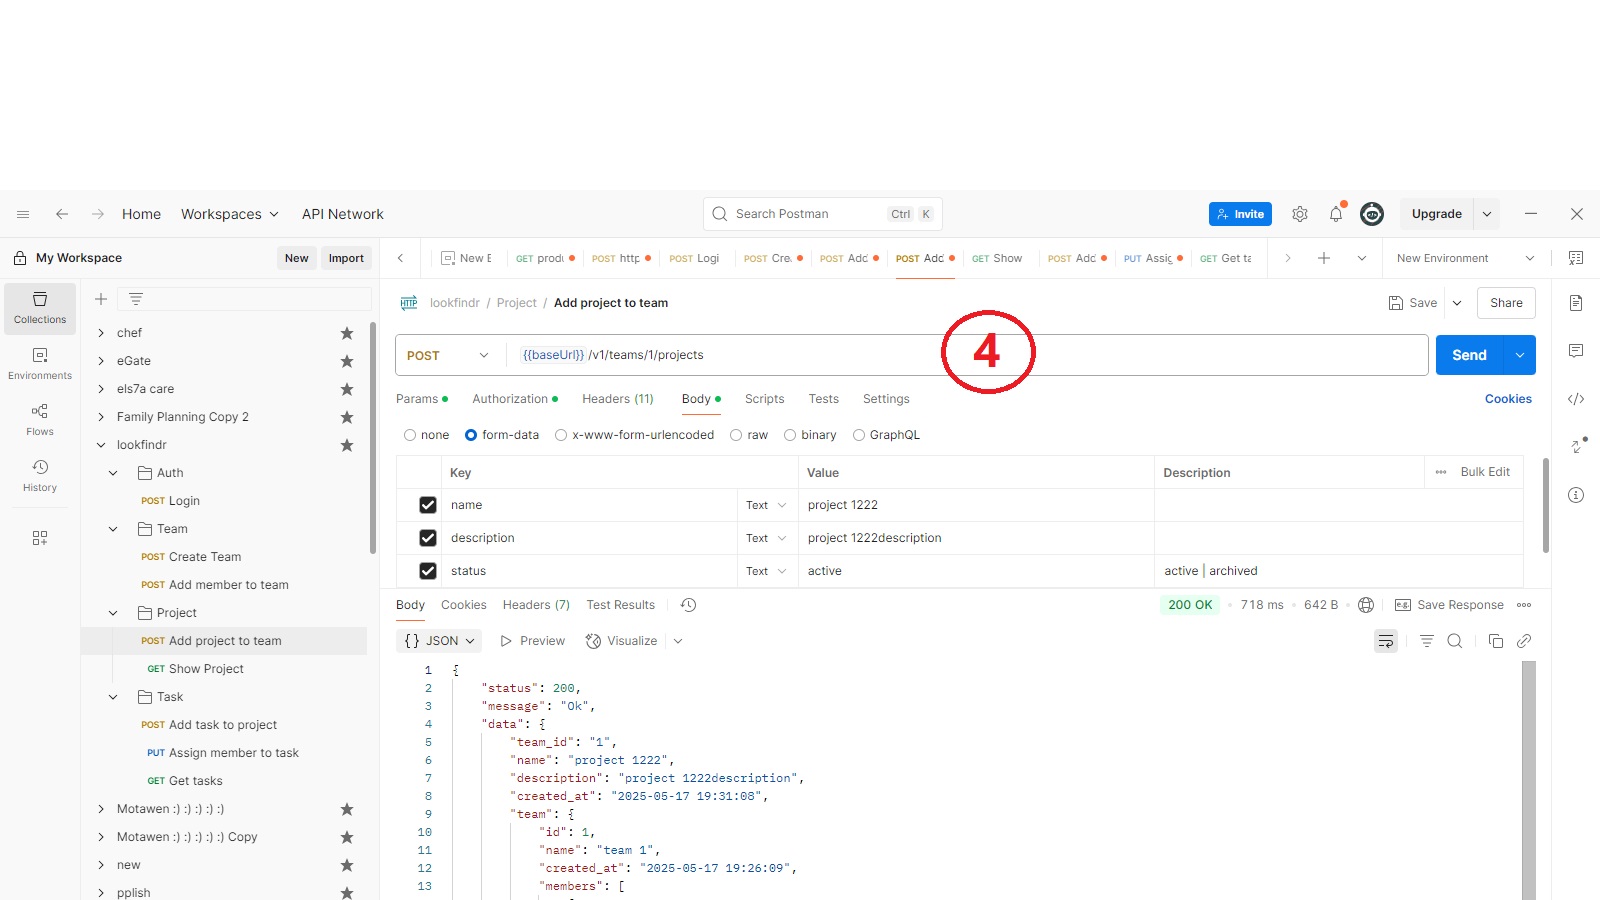 Home Workspaces API Network Search Postman Ctrl K Invite Upgrade
My Workspace New Import New E GET produ POST http POST Logi POST Cre. POST Add POST Add GET Show POST Add PUT Assig GET Get ta New Environment
Collections
Environments
Flows
History
chef
eGate
els7a care
Family Planning Copy 2
lookfindr
Auth
POST Login
Team
POST Create Team
POST Add member to team
Project
POST Add project to team
GET Show Project
Task
POST Add task to project
PUT Assign member to task
GET Get tasks
Motawen :) :) :) :) :)
Motawen :) :) :) :) :) Copy
new
pplish
HTTP lookfindr / Project / Add project to team Save Share
POST {{baseUrl}} /v1/teams/1/projects Send
4
Params Authorization Headers (11) Body Scripts Tests Settings Cookies
none form-data x-www-form-urlencoded raw binary GraphQL
Key Value Description Bulk Edit
name Text project 1222
description Text project 1222description
status Text active active | archived
Body Cookies Headers (7) Test Results 200 OK 718 ms 642 B e.g. Save Response
{} JSON Preview Visualize
1 {
2 "status": 200,
3 "message": "Ok",
4 "data": {
5 "team_id": "1",
6 "name": "project 1222",
7 "description": "project 1222description",
8 "created_at": "2025-05-17 19:31:08",
9 "team": {
10 "id": 1,
11 "name": "team 1",
12 "created_at": "2025-05-17 19:26:09",
13 "members": [